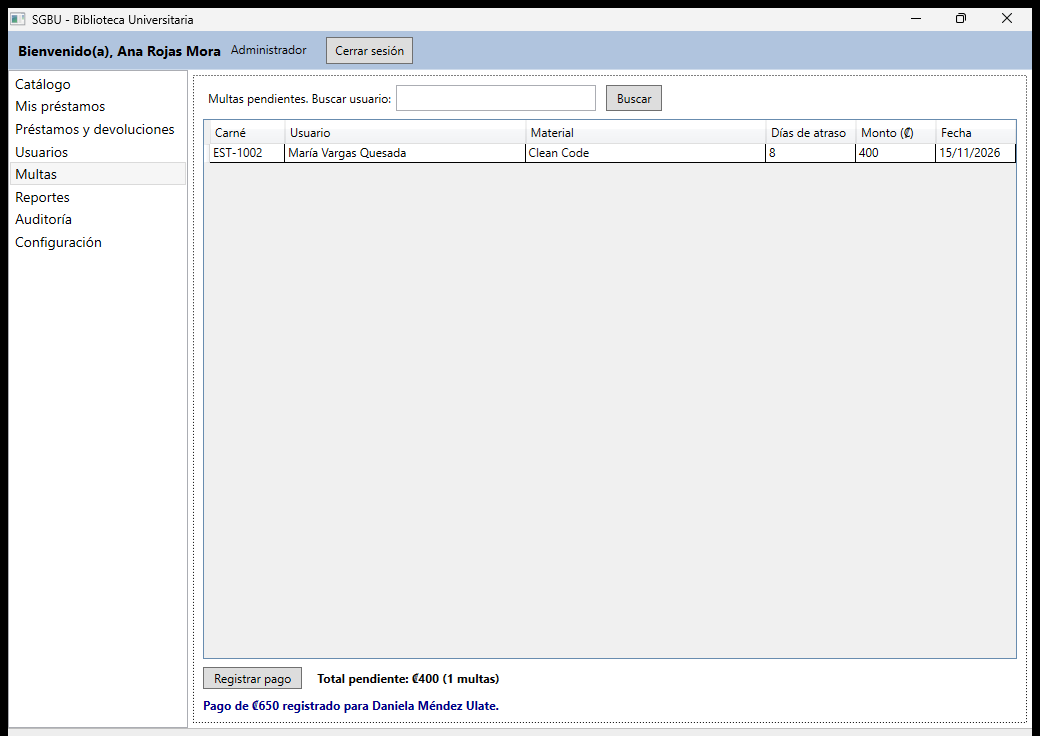 SGBU - Biblioteca Universitaria
Bienvenido(a), Ana Rojas Mora Administrador Cerrar sesión
Catálogo
Mis préstamos
Préstamos y devoluciones
Usuarios
Multas
Reportes
Auditoría
Configuración
Multas pendientes. Buscar usuario: Buscar
Carné Usuario Material Días de atraso Monto (₡) Fecha
EST-1002 María Vargas Quesada Clean Code 8 400 15/11/2026
Registrar pago Total pendiente: ₡400 (1 multas)
Pago de ₡650 registrado para Daniela Méndez Ulate.